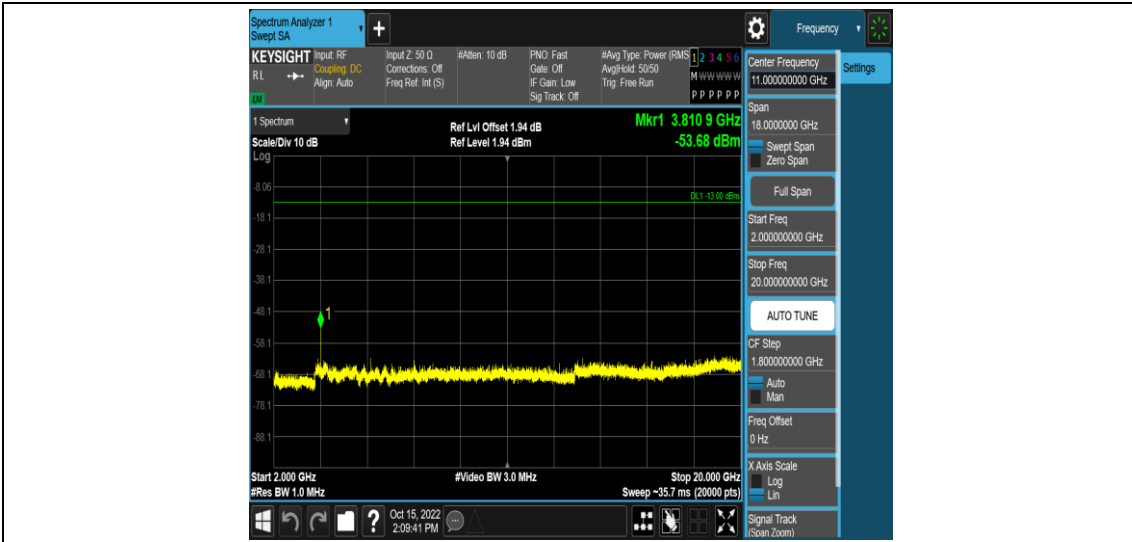 Spectrum Analyzer 1
Swept SA
+
Frequency
KEYSIGHT
RL
LXI
Input: RF
Coupling: DC
Align: Auto
Input Z: 50 Ω
Corrections: Off
Freq Ref: Int (S)
#Atten: 10 dB
PNO: Fast
Gate: Off
IF Gain: Low
Sig Track: Off
#Avg Type: Power (RMS
Avg|Hold: 50/50
Trig: Free Run
1 2 3 4 5 6
M W W W W W
P P P P P P
1 Spectrum
Scale/Div 10 dB
Log
Ref Lvl Offset 1.94 dB
Ref Level 1.94 dBm
Mkr1 3.810 9 GHz
-53.68 dBm
DL1 -13.00 dBm
-8.06
-18.1
-28.1
-38.1
-48.1
-58.1
-68.1
-78.1
-88.1
1
Start 2.000 GHz
#Res BW 1.0 MHz
#Video BW 3.0 MHz
Stop 20.000 GHz
Sweep ~35.7 ms (20000 pts)
Center Frequency
11.000000000 GHz
Settings
Span
18.0000000 GHz
Swept Span
Zero Span
Full Span
Start Freq
2.000000000 GHz
Stop Freq
20.000000000 GHz
AUTO TUNE
CF Step
1.800000000 GHz
Auto
Man
Freq Offset
0 Hz
X Axis Scale
Log
Lin
Signal Track
(Span Zoom)
?
Oct 15, 2022
2:09:41 PM